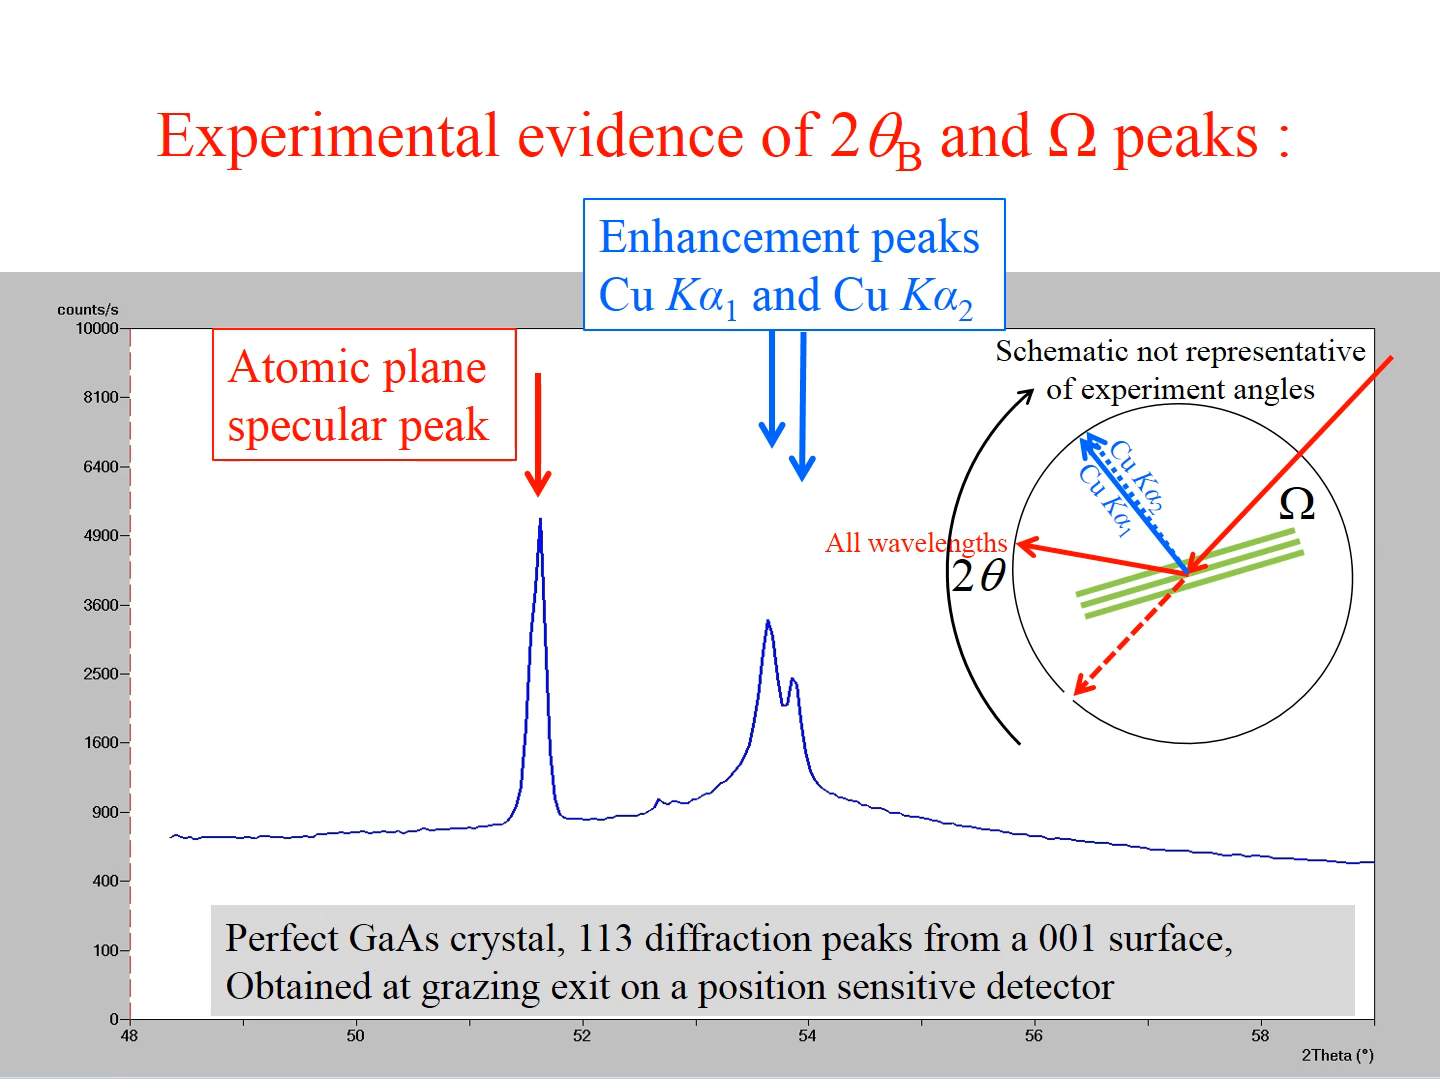 Experimental evidence of 2θB and Ω peaks :
Enhancement peaks
Cu Kα1 and Cu Kα2
counts/s
10000
8100
6400
4900
3600
2500
1600
900
400
100
0
Atomic plane
specular peak
Schematic not representative
of experiment angles
Cu Kα2
Cu Kα1
Ω
All wavelengths
2θ
Perfect GaAs crystal, 113 diffraction peaks from a 001 surface,
Obtained at grazing exit on a position sensitive detector
48 50 52 54 56 58
2Theta (°)